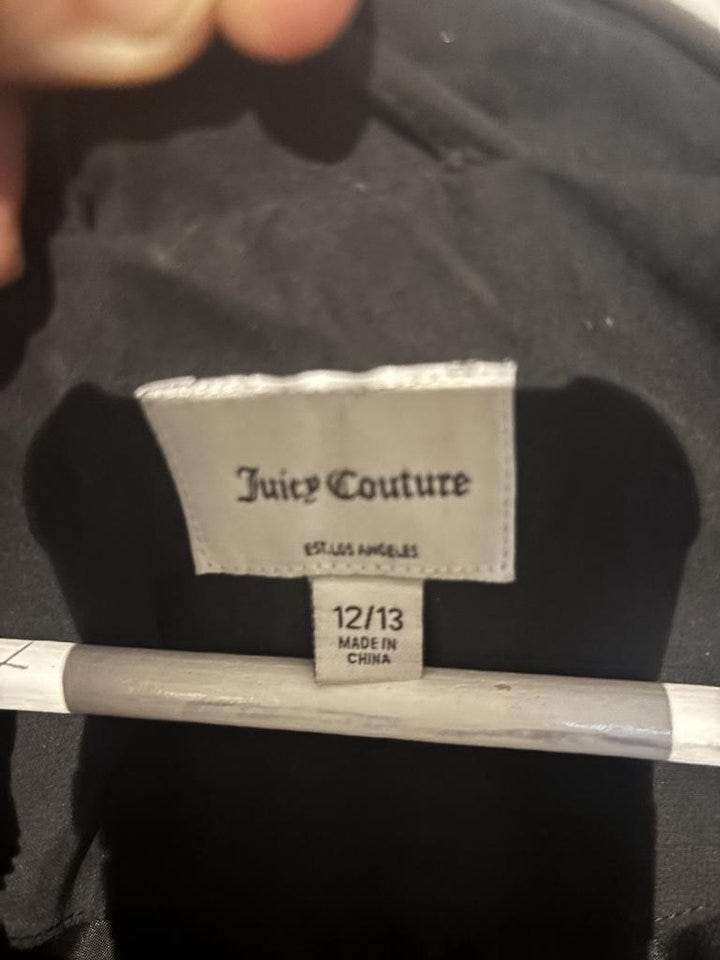 Juicy Couture
EST. LOS ANGELES
12/13
MADE IN
CHINA